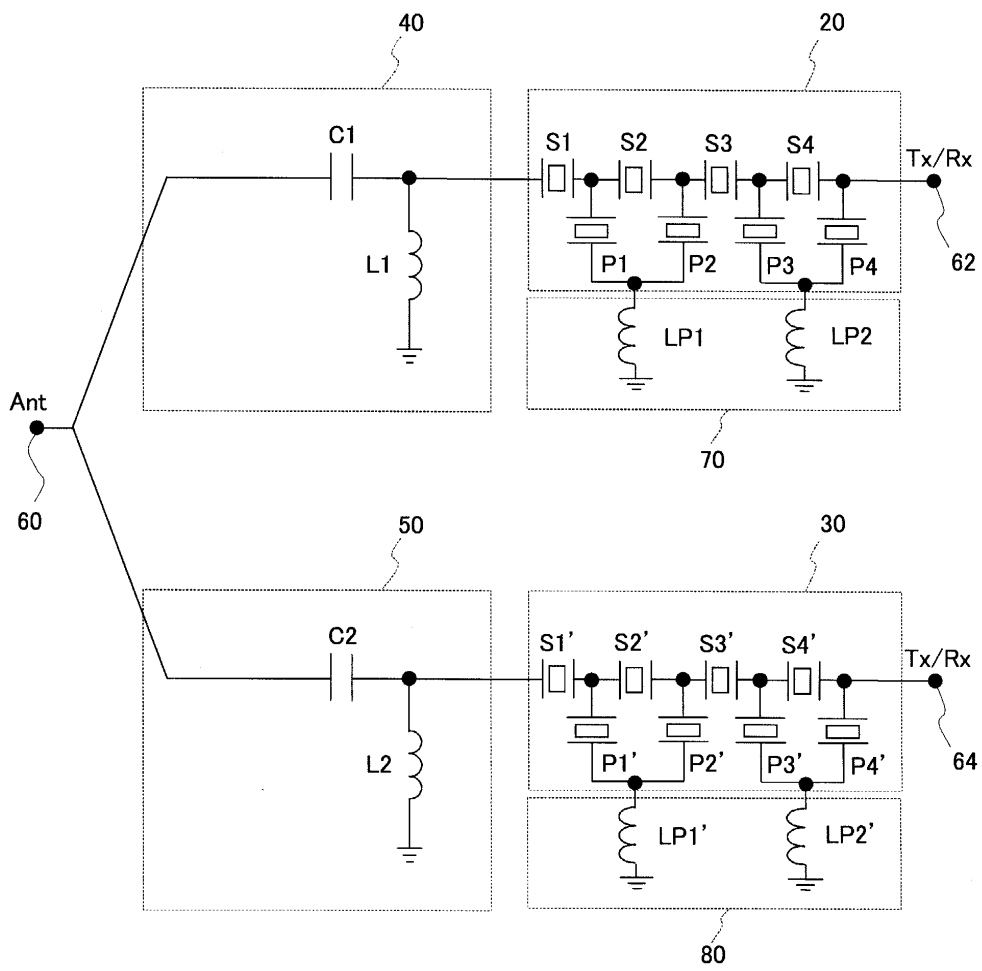 40
20
C1
S1 S2 S3 S4
Tx/Rx
L1
P1 P2 P3 P4
62
LP1 LP2
Ant
70
60
50
30
C2
S1' S2' S3' S4'
Tx/Rx
L2
P1' P2' P3' P4'
64
LP1' LP2'
80